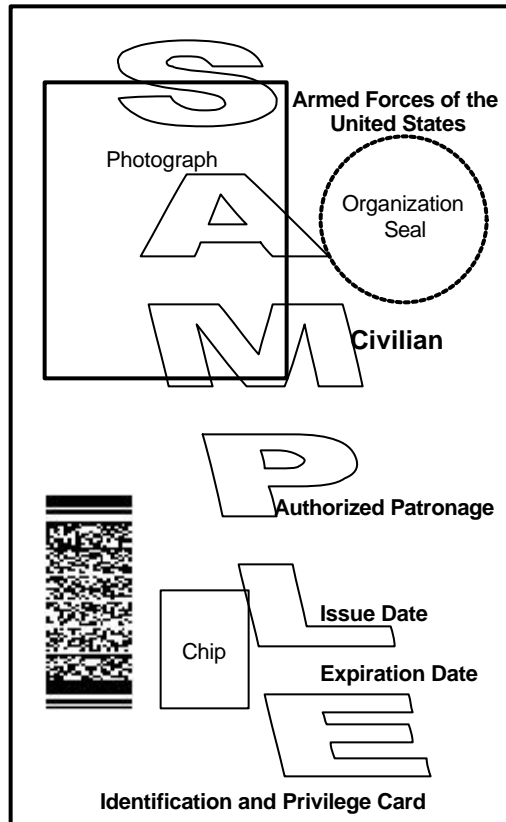 SAMPLE
Armed Forces of the
United States
Photograph
Organization
Seal
Civilian
Authorized Patronage
Issue Date
Chip
Expiration Date
Identification and Privilege Card